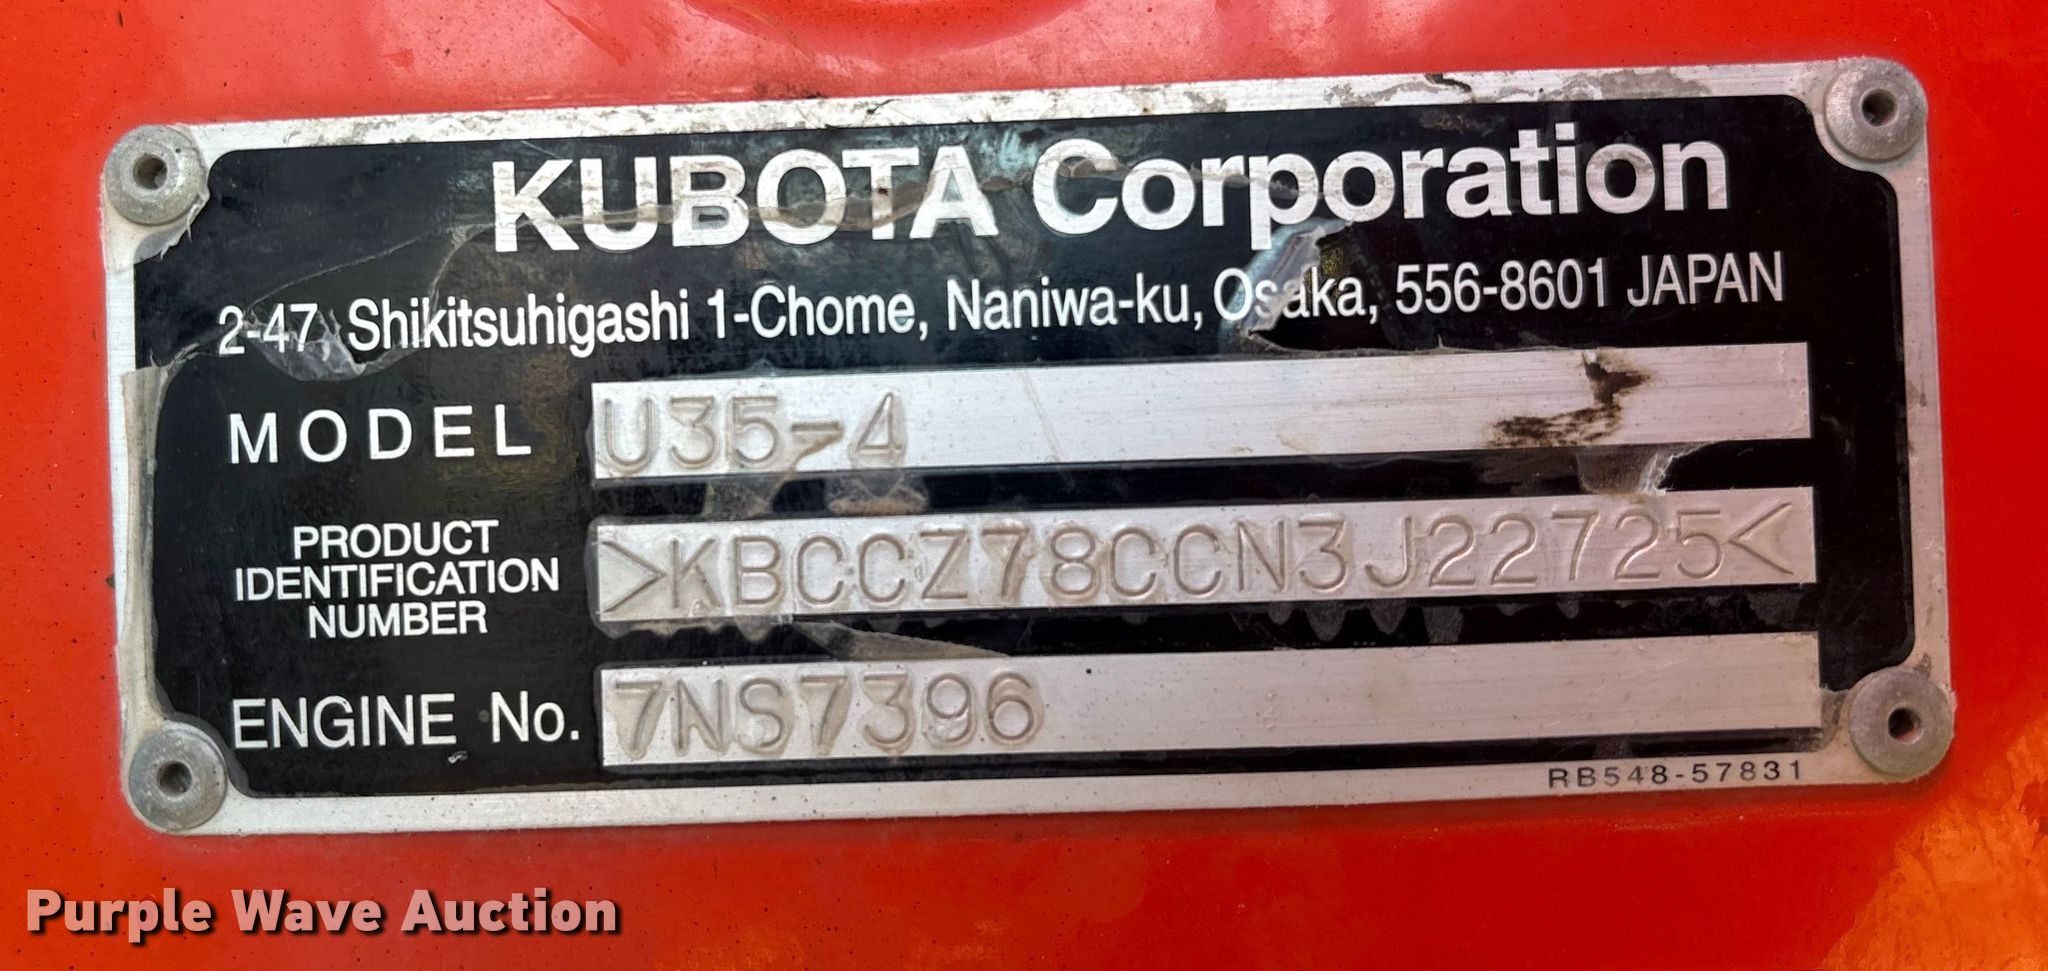 KUBOTA Corporation
2-47 Shikitsuhigashi 1-Chome, Naniwa-ku, Osaka, 556-8601 JAPAN
MODEL U35-4
PRODUCT
IDENTIFICATION
NUMBER
>KBCCZ78CCN3J22725<
ENGINE No. 7NS7396
RB548-57831
Purple Wave Auction